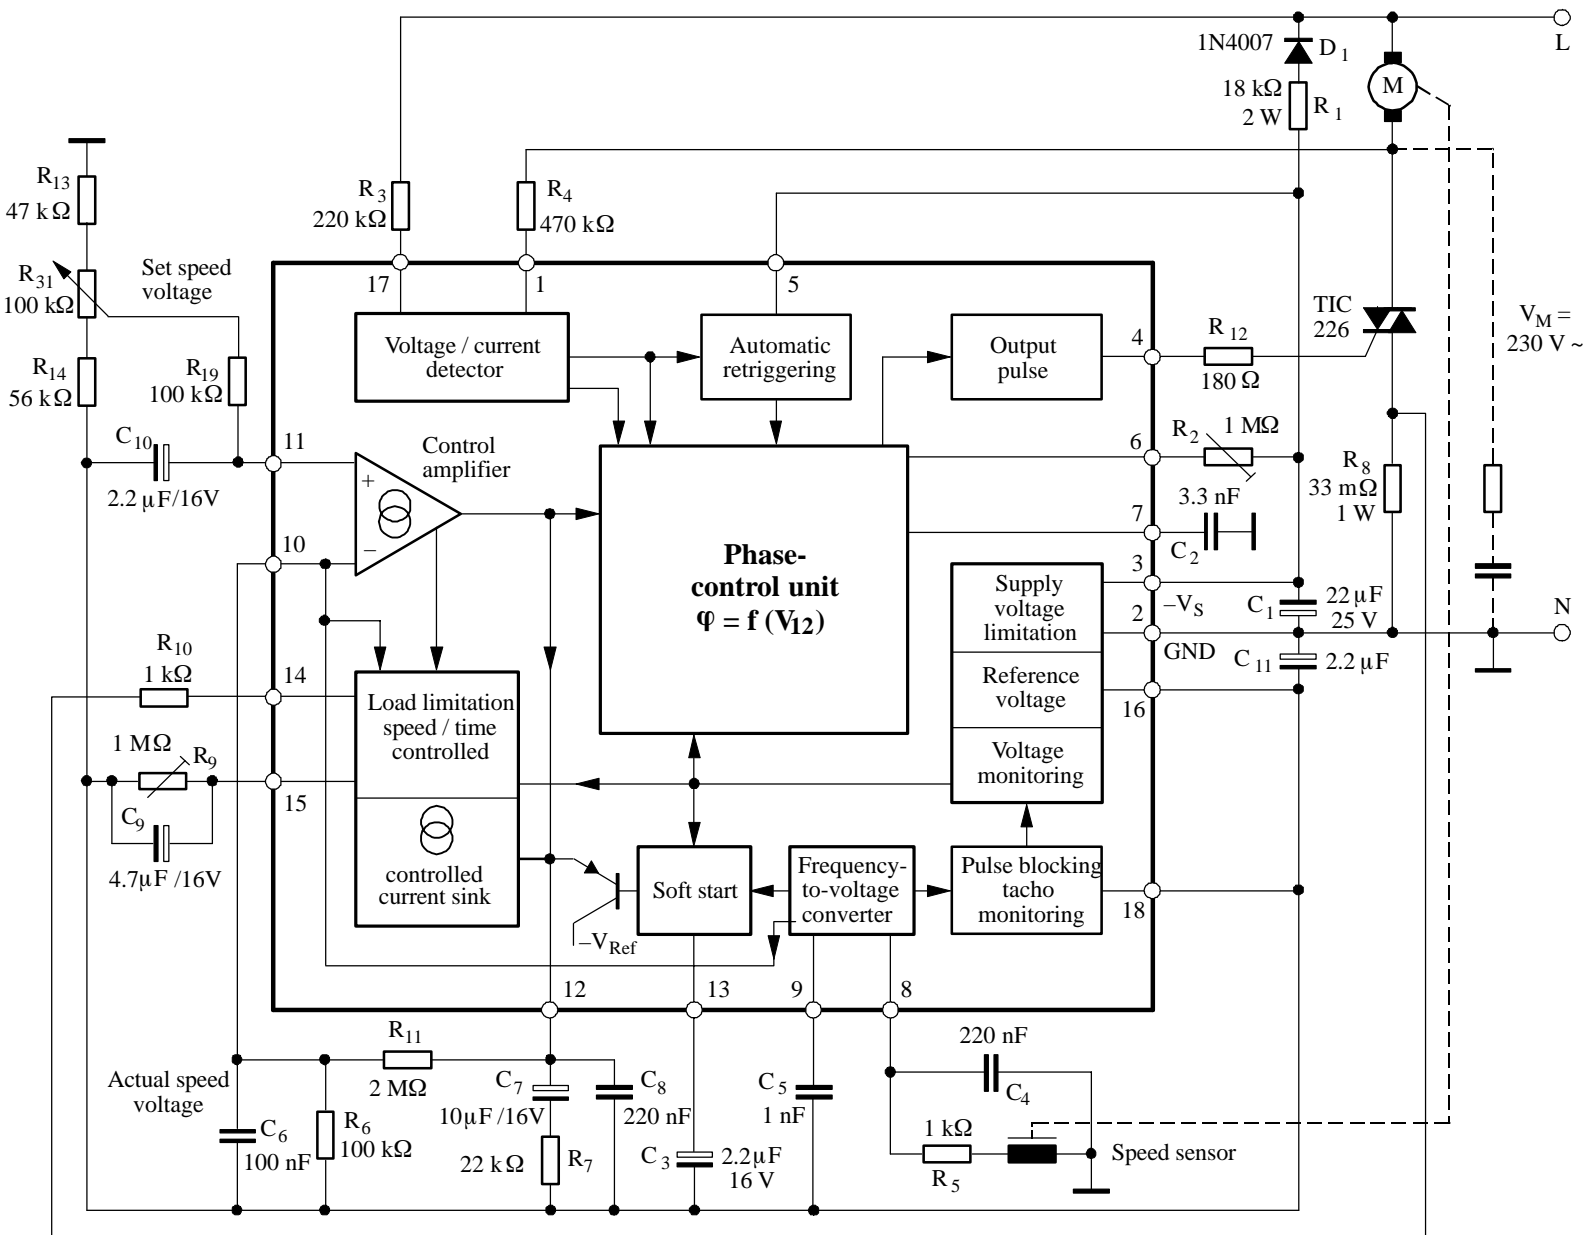 L
1N4007
D1
18 kΩ
2 W
R1
M
R13
47 kΩ
R3
220 kΩ
R4
470 kΩ
R31
100 kΩ
Set speed
voltage
17
1
5
TIC
226
VM =
230 V ~
Voltage / current
detector
Automatic
retriggering
Output
pulse
4
R12
180 Ω
R14
56 kΩ
R19
100 kΩ
C10
2.2 µF/16V
11
Control
amplifier
+
−
10
6
R2
1 MΩ
R8
33 mΩ
1 W
3.3 nF
7
C2
Phase-
control unit
φ = f (V12)
3
–VS
Supply
voltage
limitation
2
GND
C1
22 µF
25 V
N
C11
2.2 µF
R10
1 kΩ
14
Load limitation
speed / time
controlled
Reference
voltage
16
1 MΩ
R9
15
C9
4.7µF /16V
Voltage
monitoring
controlled
current sink
–VRef
Soft start
Frequency-
to-voltage
converter
Pulse blocking
tacho
monitoring
18
12
13
9
8
R11
2 MΩ
Actual speed
voltage
C6
100 nF
R6
100 kΩ
C7
10µF /16V
C8
220 nF
22 kΩ
R7
C3
2.2µF
16 V
C5
1 nF
220 nF
C4
1 kΩ
R5
Speed sensor